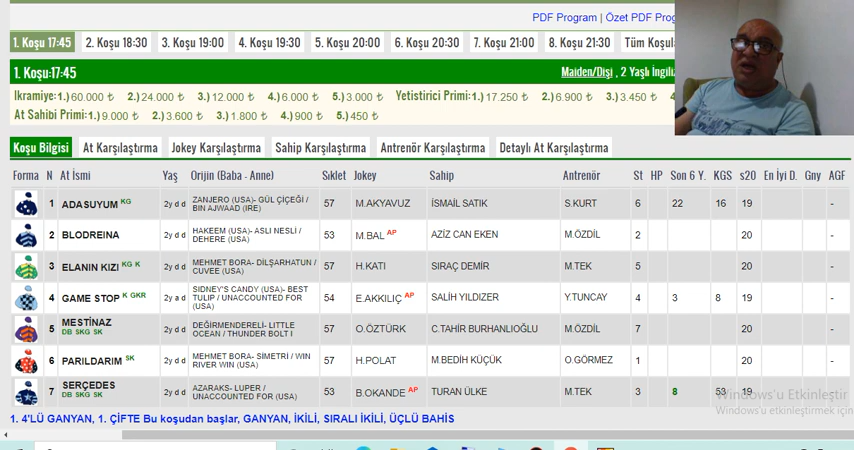 PDF Program | Özet PDF Prog
1. Koşu 17:45 2. Koşu 18:30 3. Koşu 19:00 4. Koşu 19:30 5. Koşu 20:00 6. Koşu 20:30 7. Koşu 21:00 8. Koşu 21:30 Tüm Koşula
1. Koşu:17:45 Maiden/Dişi , 2 Yaşlı İngili
Ikramiye:1.) 60.000 ₺ 2.) 24.000 ₺ 3.) 12.000 ₺ 4.) 6.000 ₺ 5.) 3.000 ₺ Yetistirici Primi:1.) 17.250 ₺ 2.) 6.900 ₺ 3.) 3.450 ₺ 4
At Sahibi Primi:1.) 9.000 ₺ 2.) 3.600 ₺ 3.) 1.800 ₺ 4.) 900 ₺ 5.) 450 ₺
Koşu Bilgisi At Karşılaştırma Jokey Karşılaştırma Sahip Karşılaştırma Antrenör Karşılaştırma Detaylı At Karşılaştırma
Forma N At İsmi Yaş Orijin (Baba - Anne) Sıklet Jokey Sahip Antrenör St HP Son 6 Y. KGS s20 En İyi D. Gny AGF
1 ADASUYUM KG 2y d d ZANJERO (USA)- GÜL ÇİÇEĞİ / BIN AJWAAD (IRE) 57 M.AKYAVUZ İSMAİL SATIK S.KURT 6 22 16 19 -
2 BLODREINA 2y d d HAKEEM (USA)- ASLI NESLİ / DEHERE (USA) 53 M.BAL AP AZİZ CAN EKEN M.ÖZDİL 2 20 -
3 ELANIN KIZI KG K 2y d d MEHMET BORA- DİLŞARHATUN / CUVEE (USA) 57 H.KATI SIRAÇ DEMİR M.TEK 5 20 -
4 GAME STOP K GKR 2y a d SIDNEY'S CANDY (USA)- BEST TULIP / UNACCOUNTED FOR (USA) 54 E.AKKILIÇ AP SALİH YILDIZER Y.TUNCAY 4 3 8 19 -
5 MESTİNAZ DB SKG SK 2y d d DEĞİRMENDERELİ- LITTLE OCEAN / THUNDER BOLT I 57 O.ÖZTÜRK C.TAHİR BURHANLIOĞLU M.ÖZDİL 7 20 -
6 PARILDARIM SK 2y d d MEHMET BORA- SİMETRİ / WIN RIVER WIN (USA) 57 H.POLAT M.BEDİH KÜÇÜK O.GÖRMEZ 1 20 -
7 SERÇEDES DB SKG SK 2y d d AZARAKS- LUPER / UNACCOUNTED FOR (USA) 53 B.OKANDE AP TURAN ÜLKE M.TEK 3 8 53 19 -
Windows'u Etkinleştir
Windows'u etkinleştirmek için
1. 4'LÜ GANYAN, 1. ÇİFTE Bu koşudan başlar, GANYAN, İKİLİ, SIRALI İKİLİ, ÜÇLÜ BAHİS